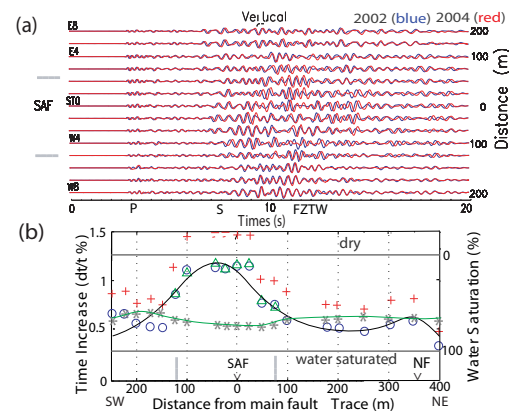 (a)
Vertical
2002 (blue) 2004 (red)
E8
200
E4
100
SAF
ST0
0
Distance (m)
W4
100
W8
200
0
10
20
P
S
FZTW
Times (s)
(b)
Time Increase (dt/t %)
1.5
1
0.5
0
dry
0
100
Water Saturation (%)
SAF
water saturated
NF
200
100
0
100
200
300
400
SW
Distance from main fault
Trace (m)
NE